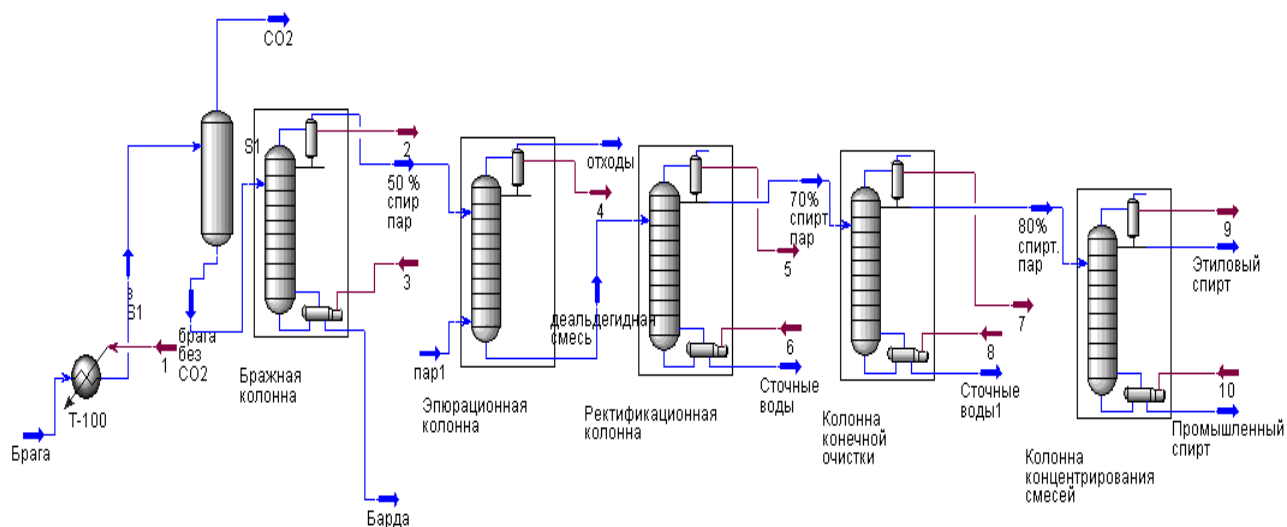 CO2
S1
2
50 %
спир
пар
3
в
S1
брага
без
CO2
1
T-100
Брага
Бражная
колонна
Барда
отходы
4
пар1
деальдегидная
смесь
Эпюрационная
колонна
70%
спирт.
пар
5
6
Сточные
воды
Ректификационная
колонна
80%
спирт.
пар
7
8
Сточные
воды1
Колонна
конечной
очистки
9
Этиловый
спирт
10
Промышленный
спирт
Колонна
концентрирования
смесей